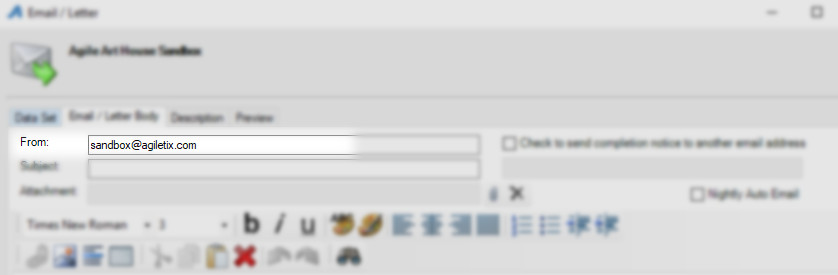 Email / Letter
Agile Art House Sandbox
Data Set Email / Letter Body Description Preview
From: sandbox@agiletix.com Check to send completion notice to another email address
Subject:
Attachment: Nightly Auto Email
Times New Roman 3 b i u